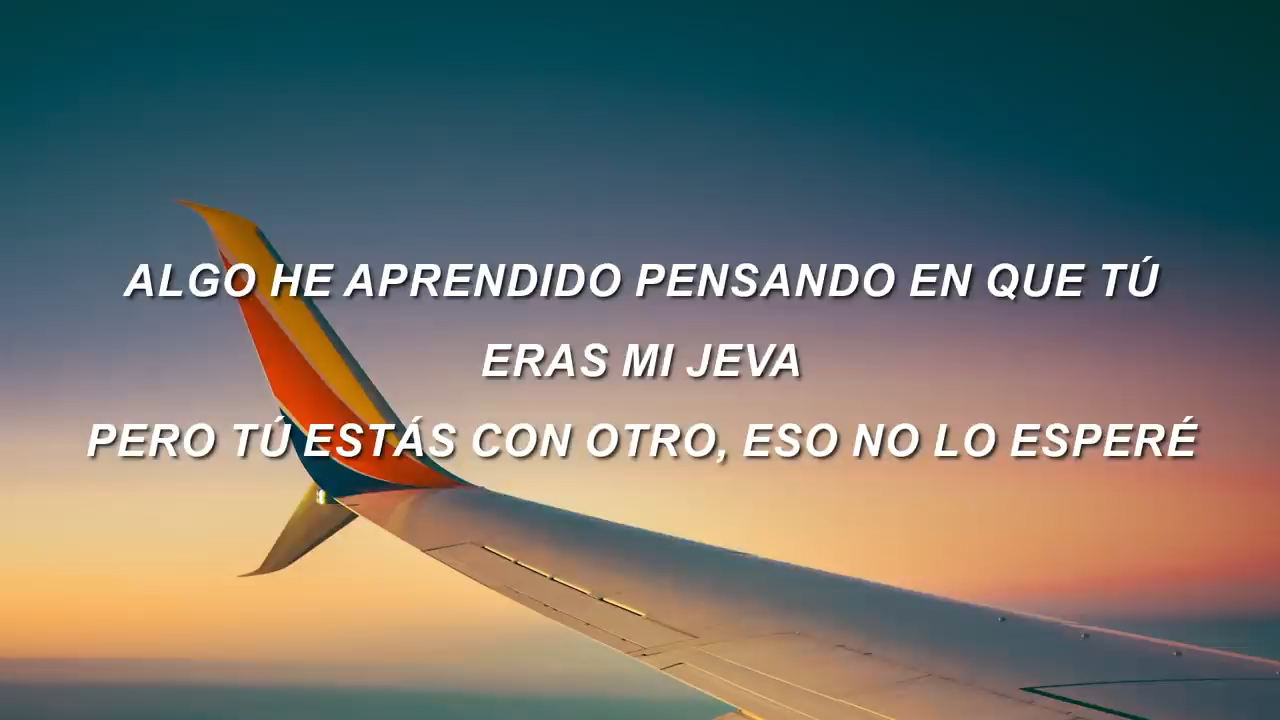 ALGO HE APRENDIDO PENSANDO EN QUE TÚ
ERAS MI JEVA
PERO TÚ ESTÁS CON OTRO, ESO NO LO ESPERÉ